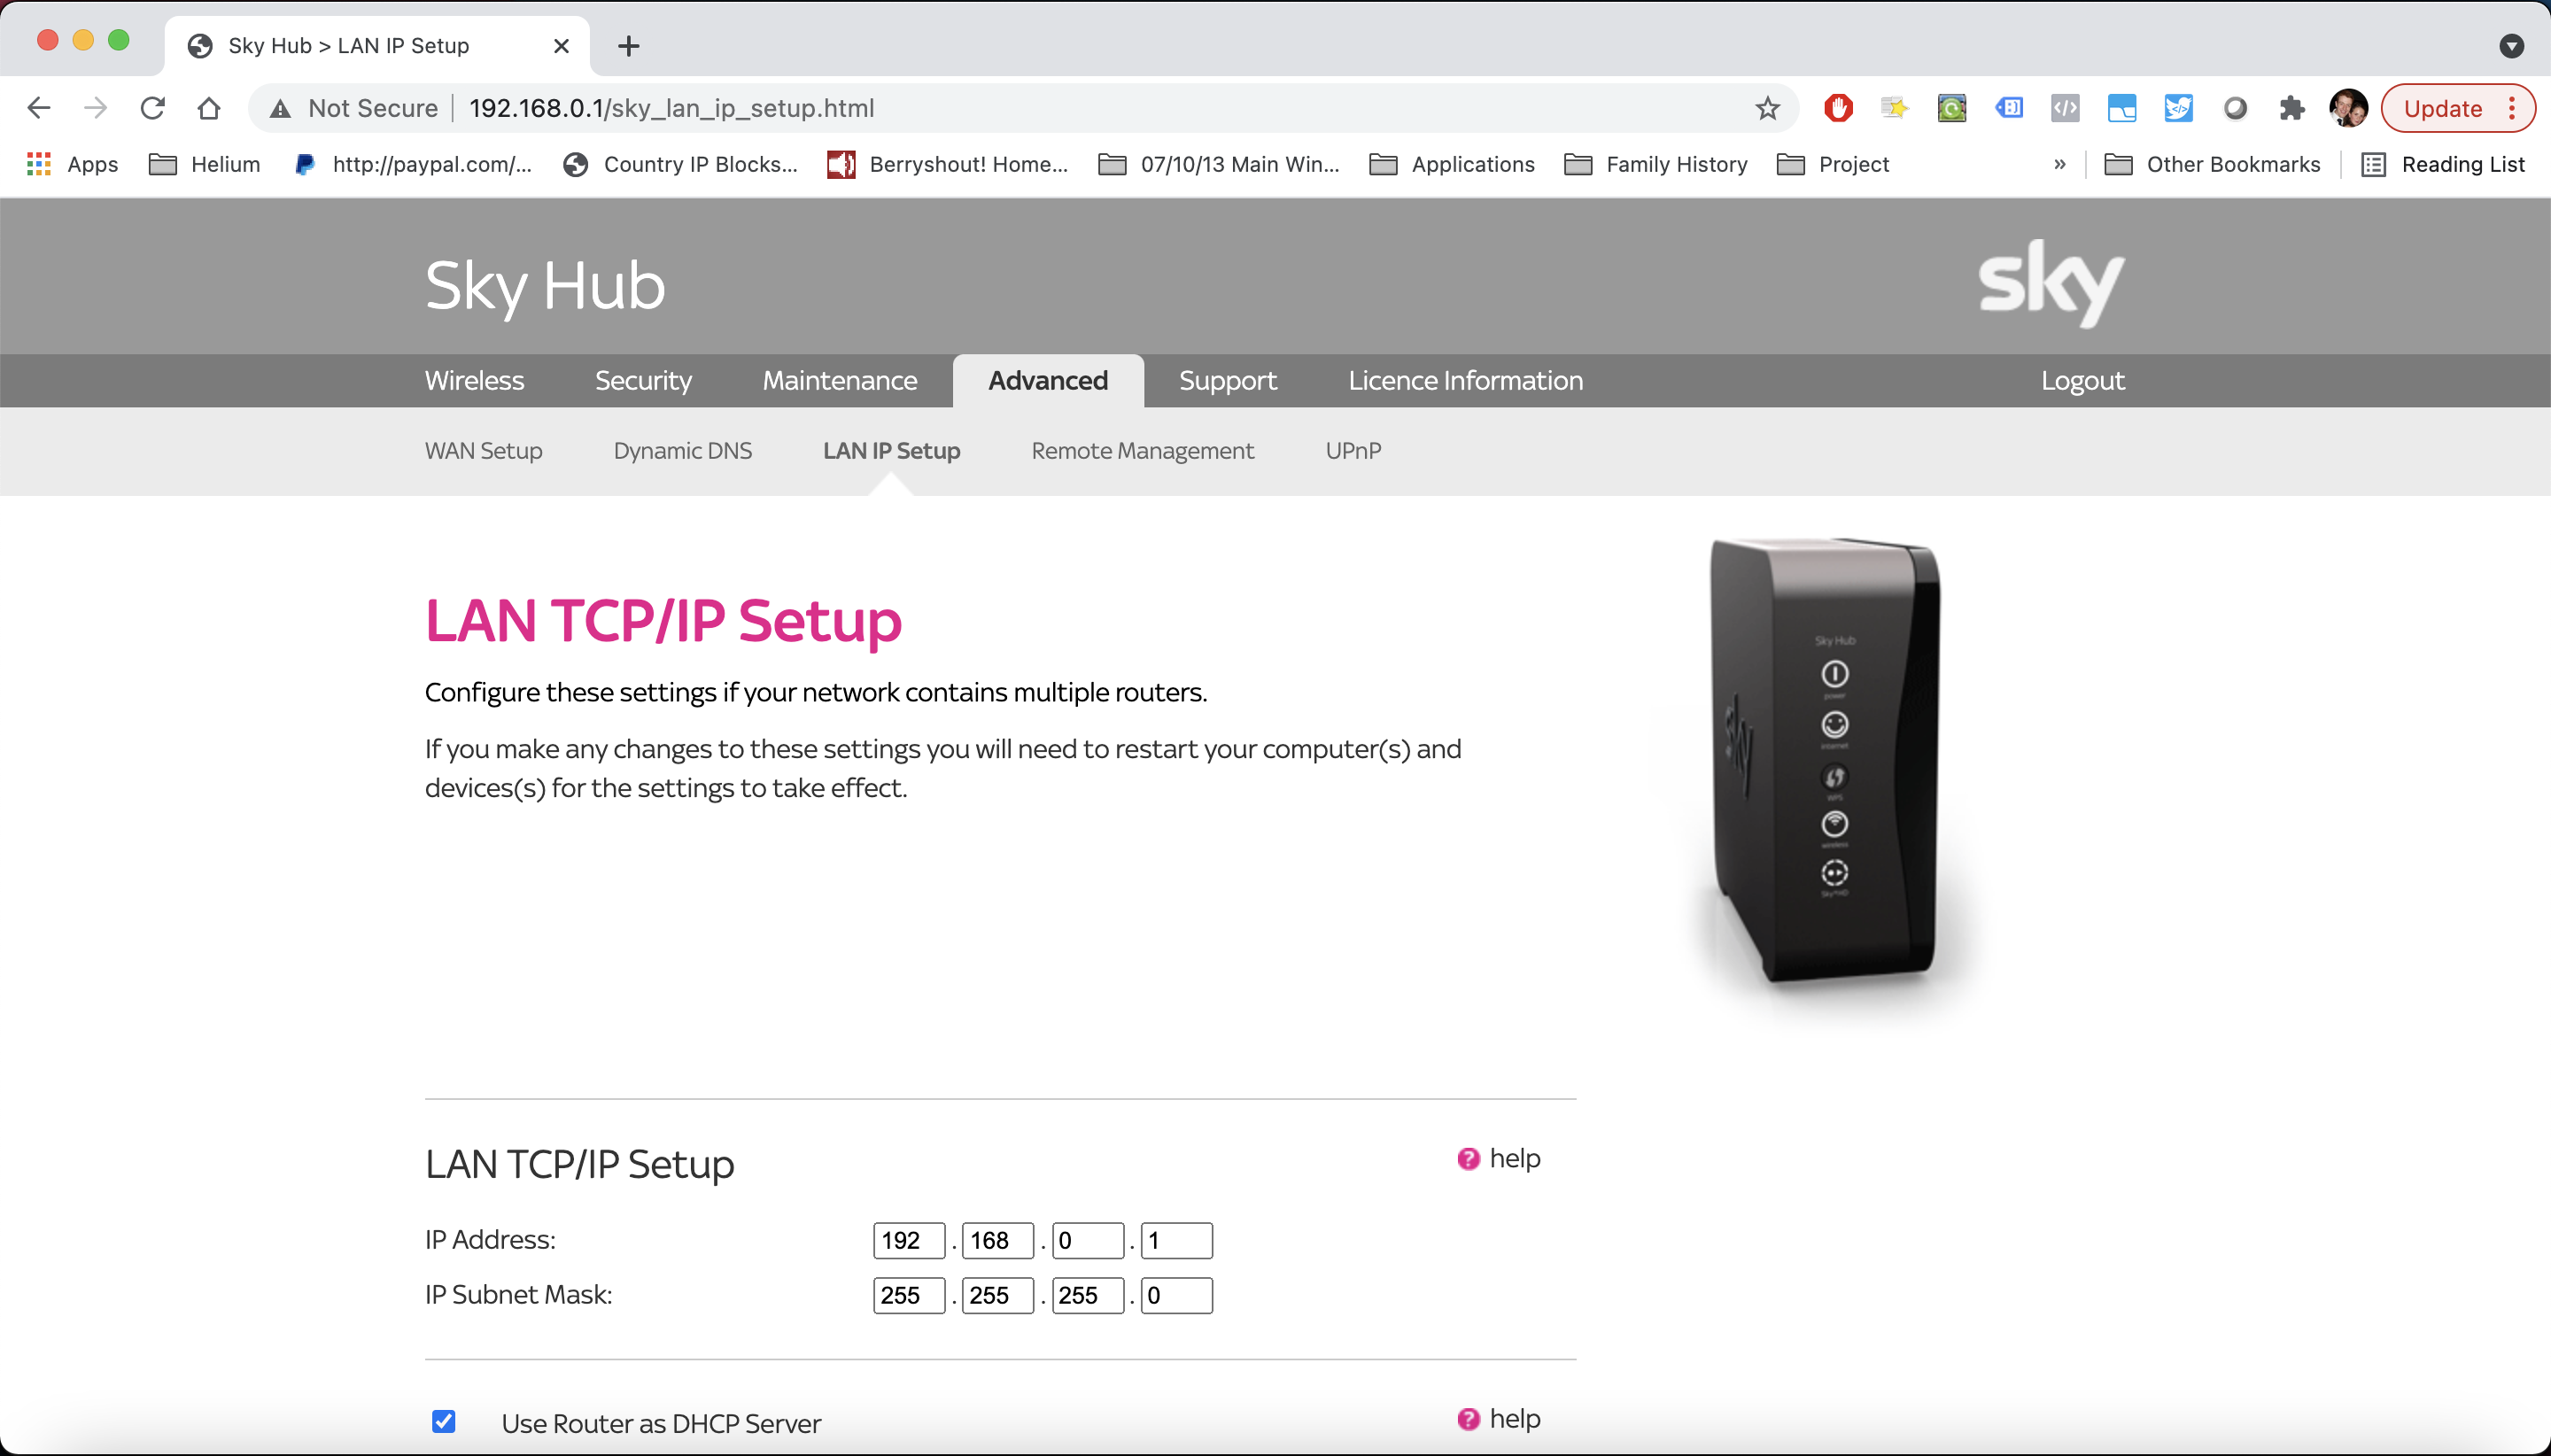 Sky Hub > LAN IP Setup
Not Secure 192.168.0.1/sky_lan_ip_setup.html Update
Apps Helium http://paypal.com/... Country IP Blocks... Berryshout! Home... 07/10/13 Main Win... Applications Family History Project » Other Bookmarks Reading List
Sky Hub sky
Wireless Security Maintenance Advanced Support Licence Information Logout
WAN Setup Dynamic DNS LAN IP Setup Remote Management UPnP
LAN TCP/IP Setup
Configure these settings if your network contains multiple routers.
If you make any changes to these settings you will need to restart your computer(s) and
devices(s) for the settings to take effect.
Sky Hub
power
internet
sky
WPS
wireless
LAN TCP/IP Setup ? help
IP Address: 192 . 168 . 0 . 1
IP Subnet Mask: 255 . 255 . 255 . 0
Use Router as DHCP Server ? help